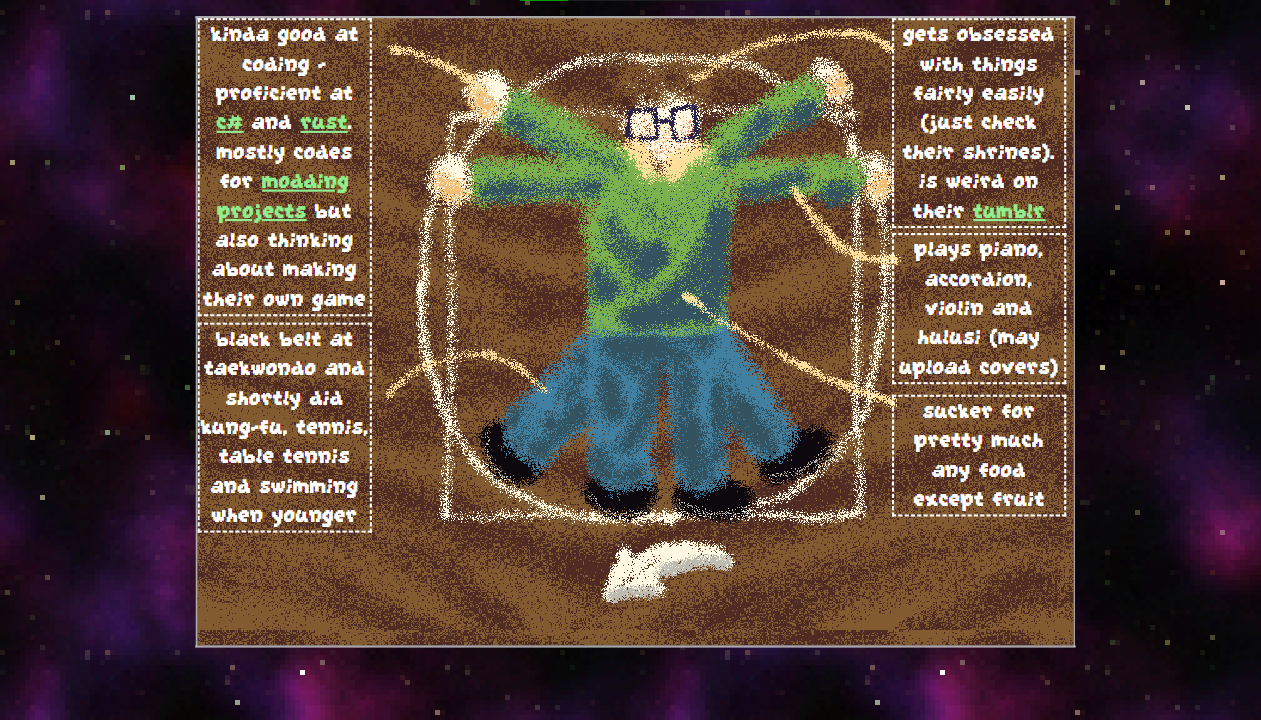 kinda good at
coding -
proficient at
c# and rust.
mostly codes
for modding
projects but
also thinking
about making
their own game
black belt at
taekwondo and
shortly did
kung-fu, tennis,
table tennis
and swimming
when younger
gets obsessed
with things
fairly easily
(just check
their shrines).
is weird on
their tumblr
plays piano,
accordion,
violin and
hulusi (may
upload covers)
sucker for
pretty much
any food
except fruit